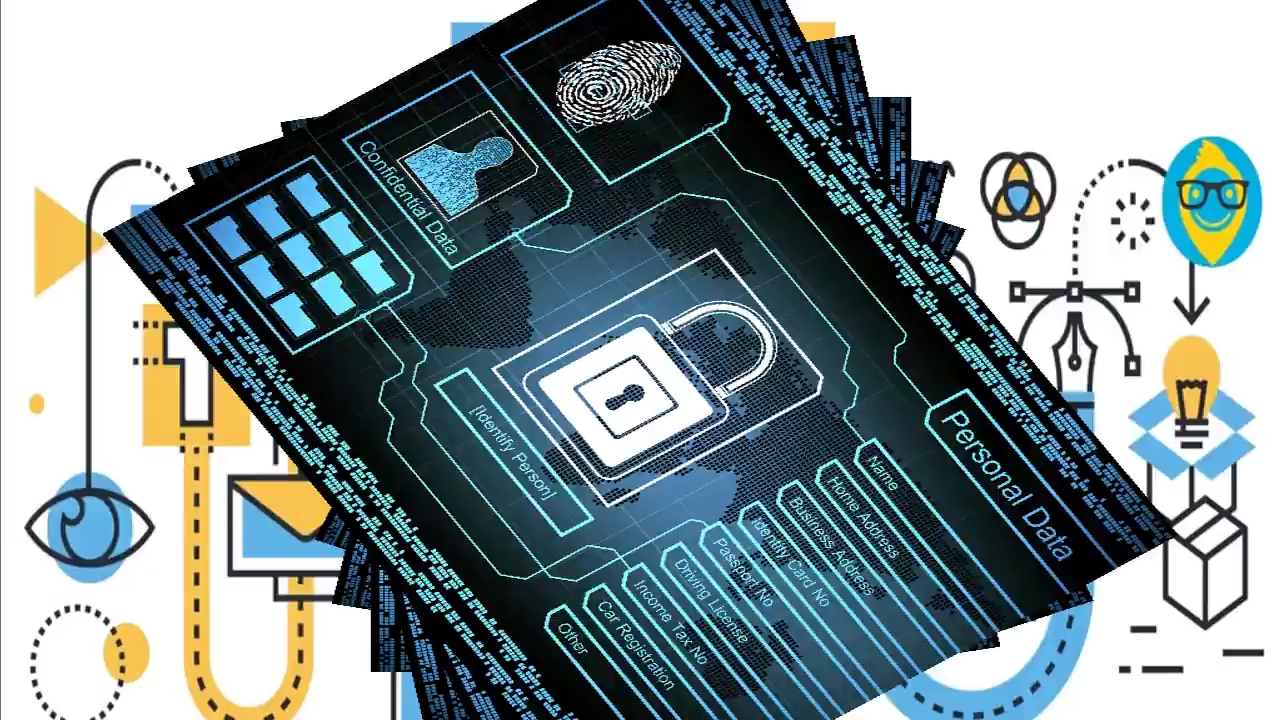 Personal Data
Name
Home Address
Business Address
Identity Card No
Passport No
Driving License
Income Tax No
Car Registration
Other
Confidential Data
[Identify Person]